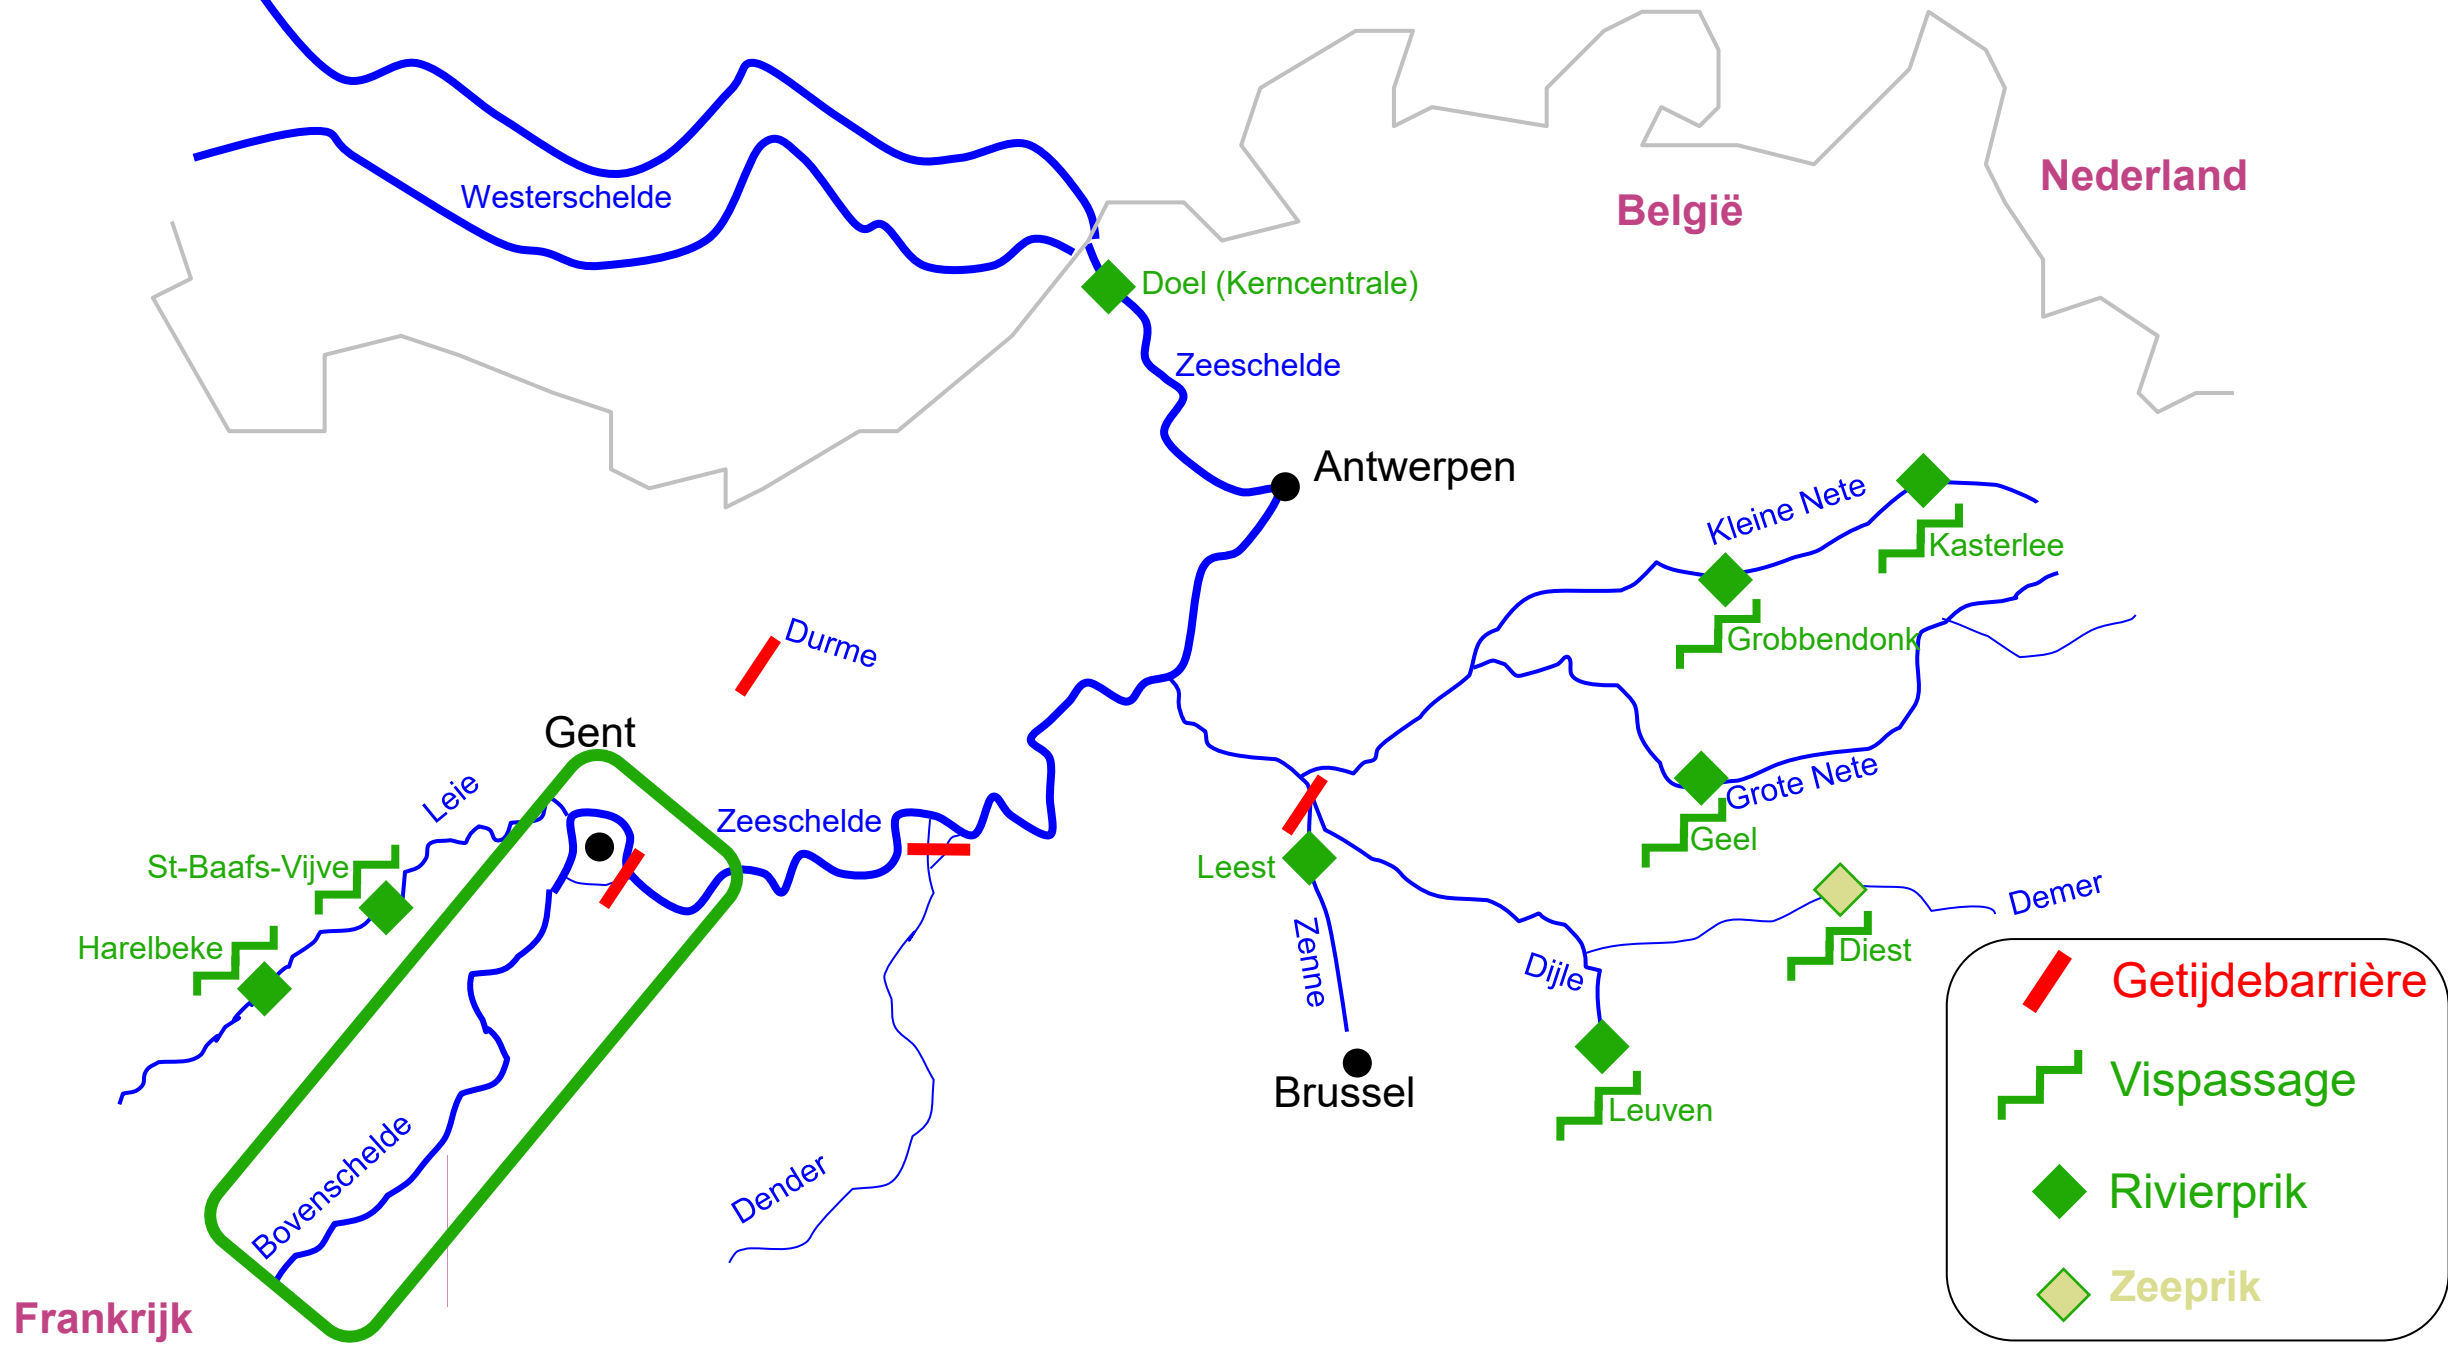 Nederland
België
Westerschelde
Doel (Kerncentrale)
Zeeschelde
Antwerpen
Kleine Nete
Kasterlee
Grobbendonk
Durme
Gent
Leie
Zeeschelde
Grote Nete
Geel
St-Baafs-Vijve
Leest
Demer
Harelbeke
Zenne
Dijle
Diest
Getijdebarrière
Brussel
Leuven
Vispassage
Bovenschelde
Dender
Rivierprik
Zeeprik
Frankrijk